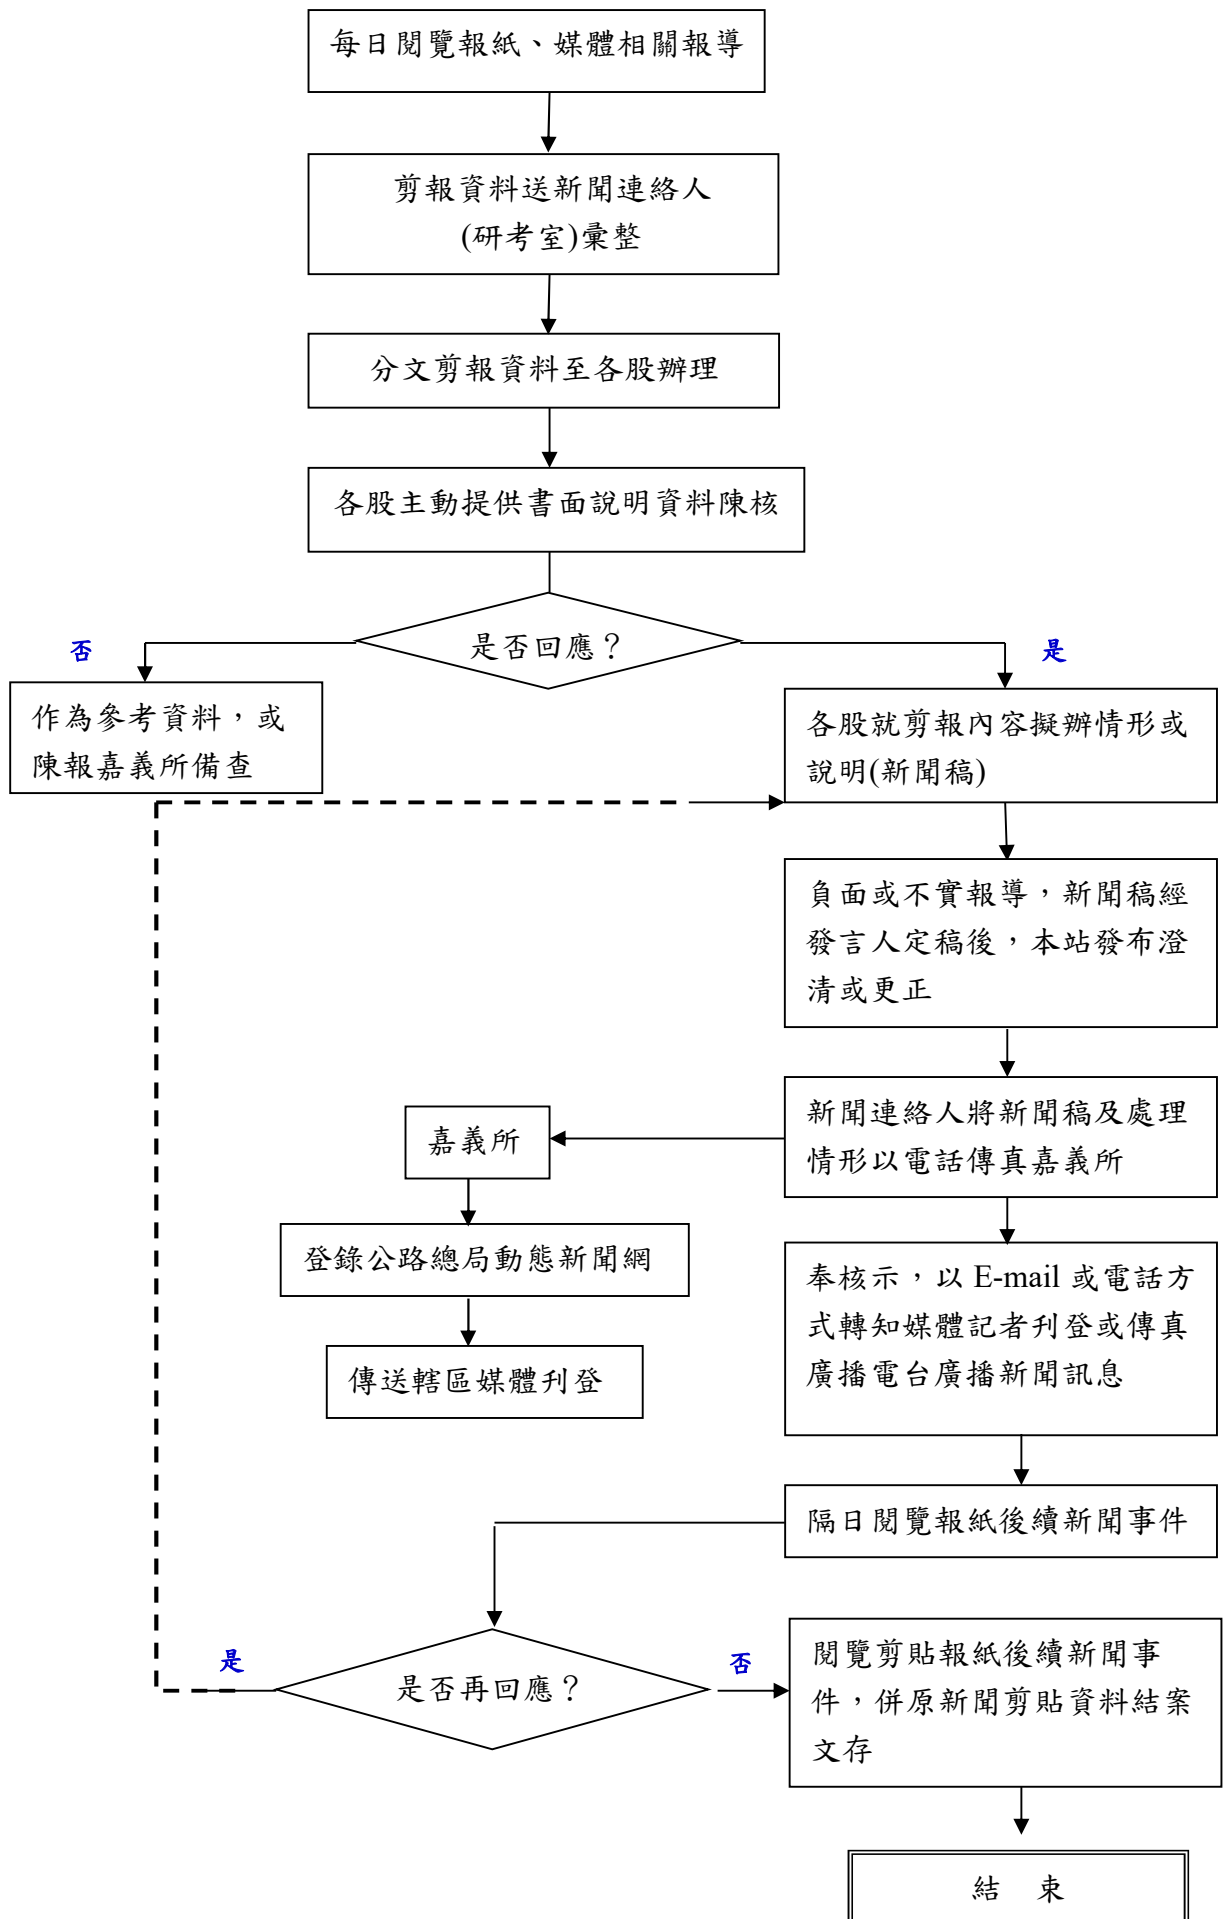 每日閱覽報紙、媒體相關報導
剪報資料送新聞連絡人
(研考室)彙整
分文剪報資料至各股辦理
各股主動提供書面說明資料陳核
是否回應？
否
是
作為參考資料，或
陳報嘉義所備查
各股就剪報內容擬辦情形或
說明(新聞稿)
負面或不實報導，新聞稿經
發言人定稿後，本站發布澄
清或更正
新聞連絡人將新聞稿及處理
情形以電話傳真嘉義所
嘉義所
登錄公路總局動態新聞網
傳送轄區媒體刊登
奉核示，以 E-mail 或電話方
式轉知媒體記者刊登或傳真
廣播電台廣播新聞訊息
隔日閱覽報紙後續新聞事件
是否再回應？
是
否
閱覽剪貼報紙後續新聞事
件，併原新聞剪貼資料結案
文存
結 束